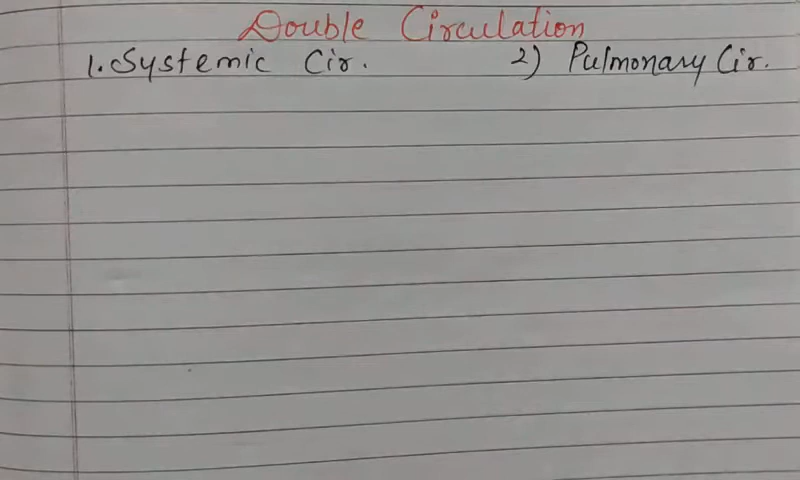 Double Circulation
1. Systemic Cir. 2) Pulmonary Cir.